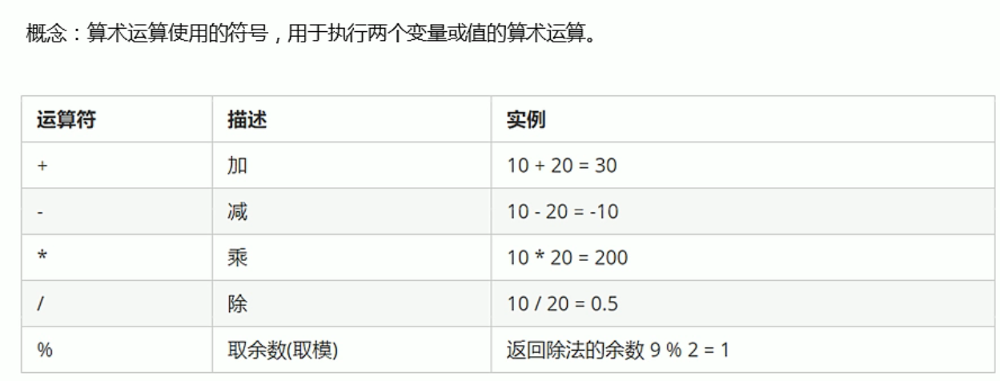 概念：算术运算使用的符号，用于执行两个变量或值的算术运算。
运算符 描述 实例
+ 加 10 + 20 = 30
- 减 10 - 20 = -10
* 乘 10 * 20 = 200
/ 除 10 / 20 = 0.5
% 取余数(取模) 返回除法的余数 9 % 2 = 1